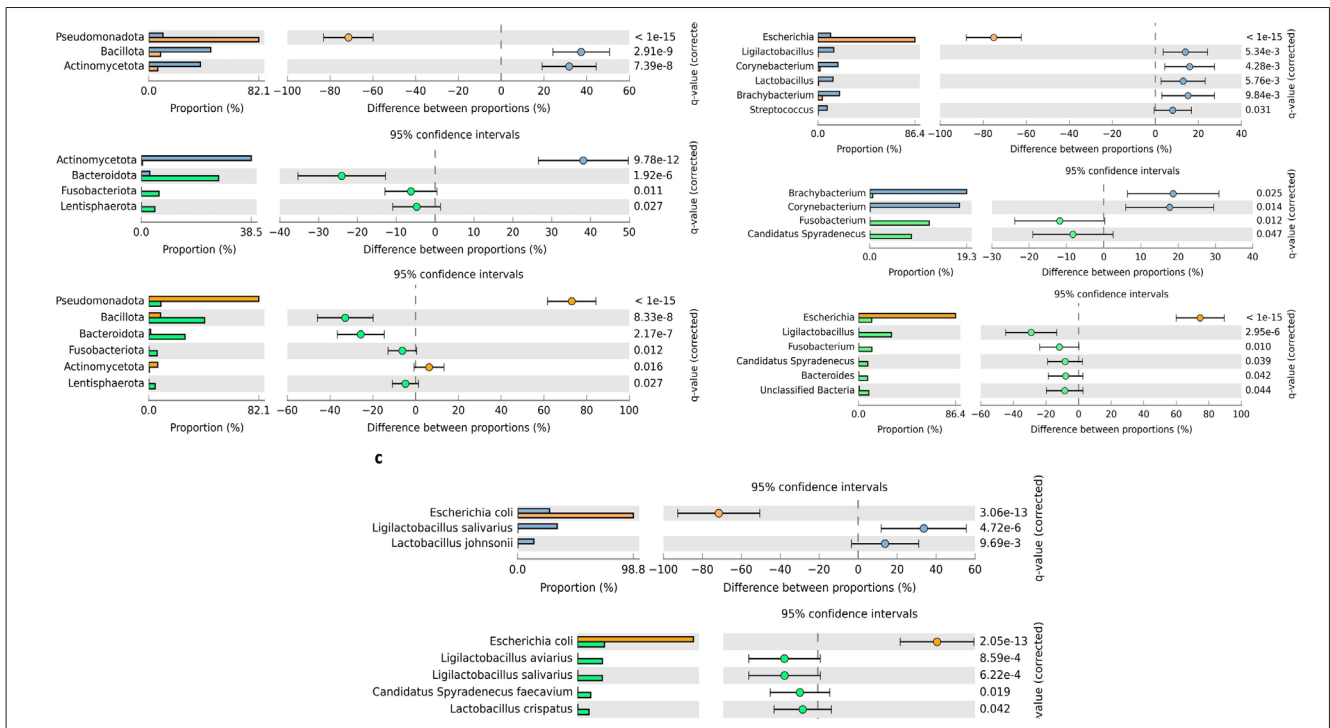 Pseudomonadota < 1e-15
Bacillota 2.91e-9
Actinomycetota 7.39e-8
0.0 82.1 −100 −80 −60 −40 −20 0 20 40 60
Proportion (%) Difference between proportions (%)
q-value (correcte
95% confidence intervals
Actinomycetota 9.78e-12
Bacteroidota 1.92e-6
Fusobacteriota 0.011
Lentisphaerota 0.027
0.0 38.5 −40 −30 −20 −10 0 10 20 30 40 50
Proportion (%) Difference between proportions (%)
q-value (corrected)
95% confidence intervals
Pseudomonadota < 1e-15
Bacillota 8.33e-8
Bacteroidota 2.17e-7
Fusobacteriota 0.012
Actinomycetota 0.016
Lentisphaerota 0.027
0.0 82.1 −60 −40 −20 0 20 40 60 80 100
Proportion (%) Difference between proportions (%)
q-value (corrected)
Escherichia < 1e-15
Ligilactobacillus 5.34e-3
Corynebacterium 4.28e-3
Lactobacillus 5.76e-3
Brachybacterium 9.84e-3
Streptococcus 0.031
0.0 86.4 −100 −80 −60 −40 −20 0 20 40
Proportion (%) Difference between proportions (%)
q-value (corrected)
95% confidence intervals
Brachybacterium 0.025
Corynebacterium 0.014
Fusobacterium 0.012
Candidatus Spyradenecus 0.047
0.0 19.3 −30 −20 −10 0 10 20 30 40
Proportion (%) Difference between proportions (%)
q-value (corrected)
95% confidence intervals
Escherichia < 1e-15
Ligilactobacillus 2.95e-6
Fusobacterium 0.010
Candidatus Spyradenecus 0.039
Bacteroides 0.042
Unclassified Bacteria 0.044
0.0 86.4 −60 −40 −20 0 20 40 60 80 100
Proportion (%) Difference between proportions (%)
q-value (corrected)
c
95% confidence intervals
Escherichia coli 3.06e-13
Ligilactobacillus salivarius 4.72e-6
Lactobacillus johnsonii 9.69e-3
0.0 98.8 −100 −80 −60 −40 −20 0 20 40 60
Proportion (%) Difference between proportions (%)
q-value (corrected)
95% confidence intervals
Escherichia coli 2.05e-13
Ligilactobacillus aviarius 8.59e-4
Ligilactobacillus salivarius 6.22e-4
Candidatus Spyradenecus faecavium 0.019
Lactobacillus crispatus 0.042
-value (corrected)